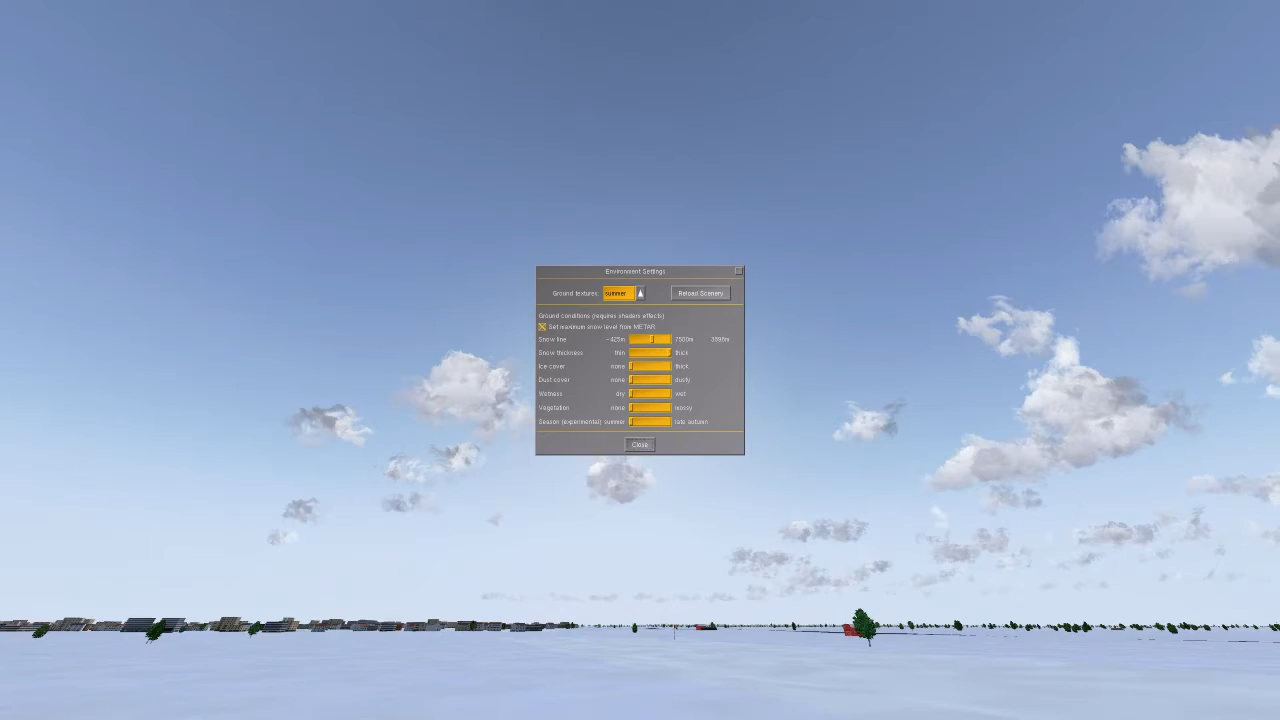 Environment Settings
Ground textures: summer Reload Scenery
Ground conditions (requires shaders effects)
Set maximum snow level from METAR
Snow line -425m 7500m 3398m
Snow thickness thin thick
Ice cover none thick
Dust cover none dusty
Wetness dry wet
Vegetation none mossy
Season (experimental) summer late autumn
Close